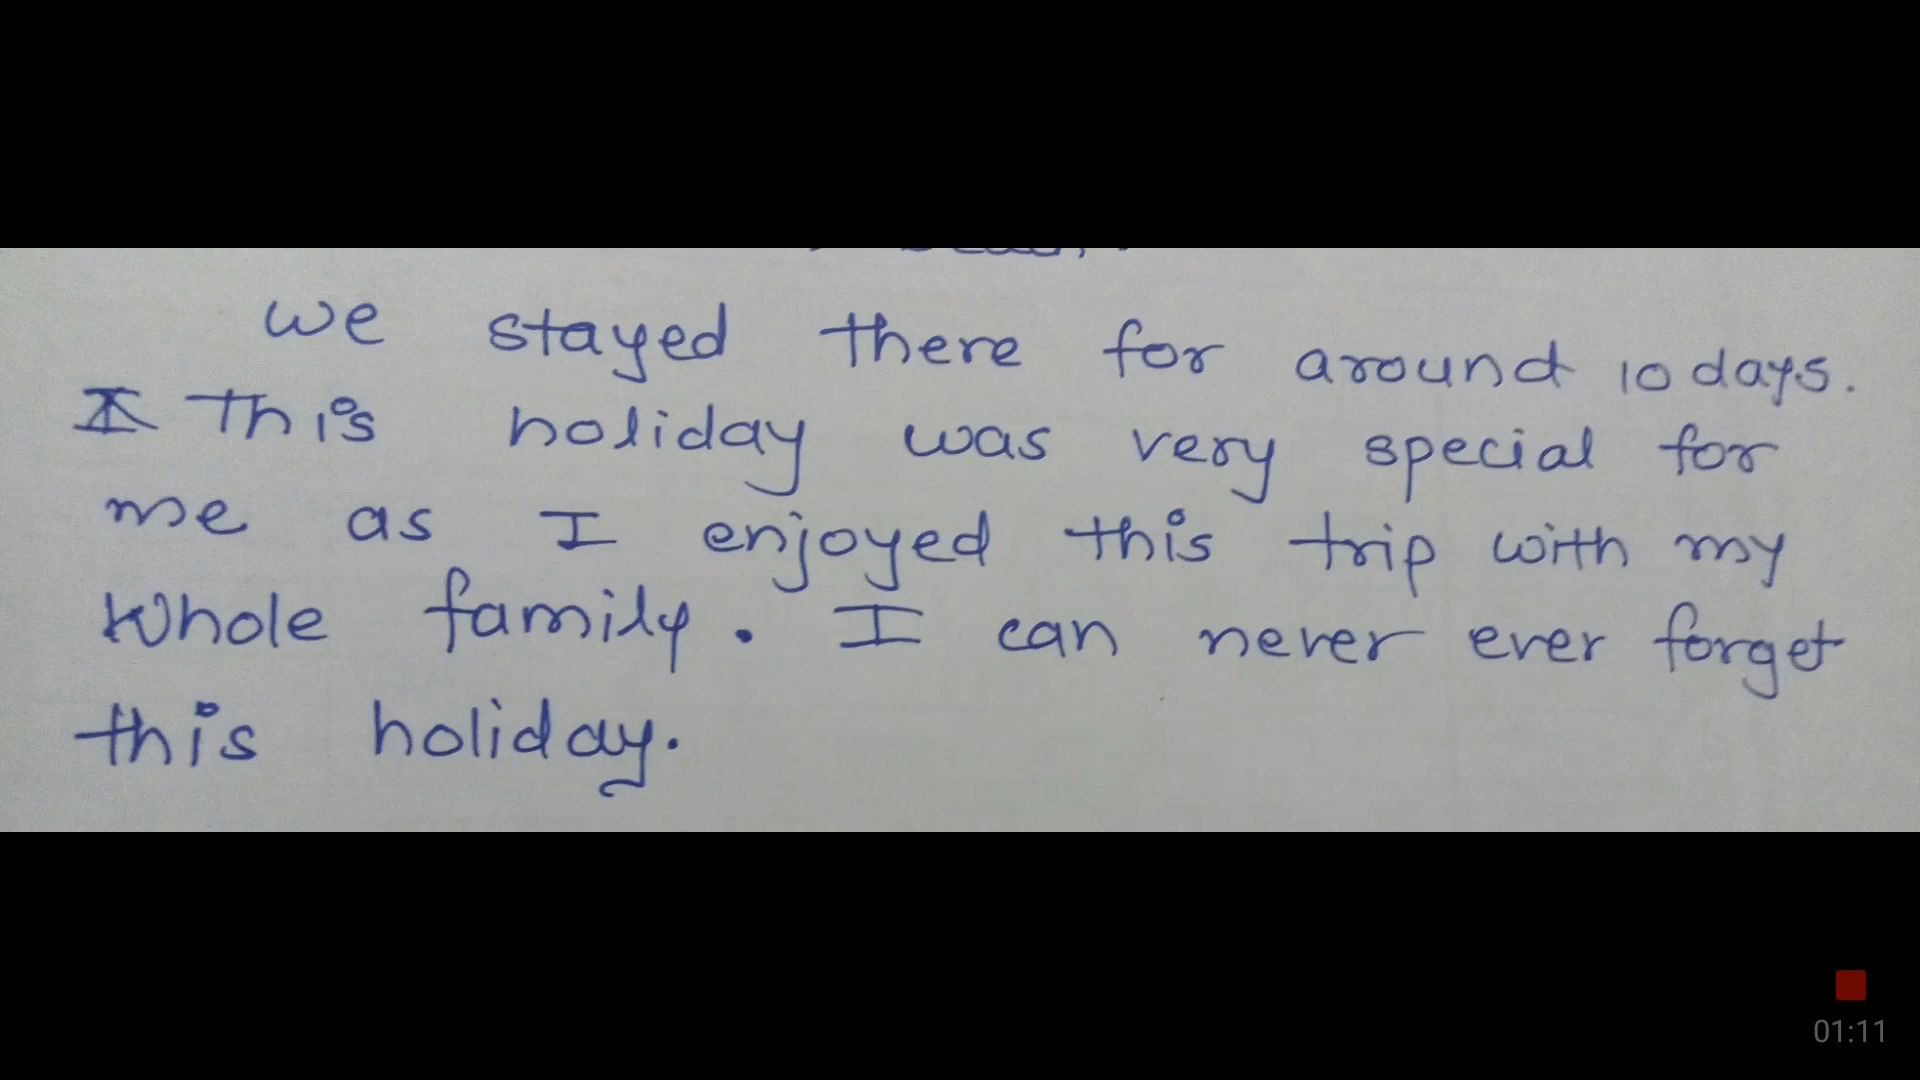 we stayed there for around 10 days.
This holiday was very special for
me as I enjoyed this trip with my
whole family. I can never ever forget
this holiday.
01:11